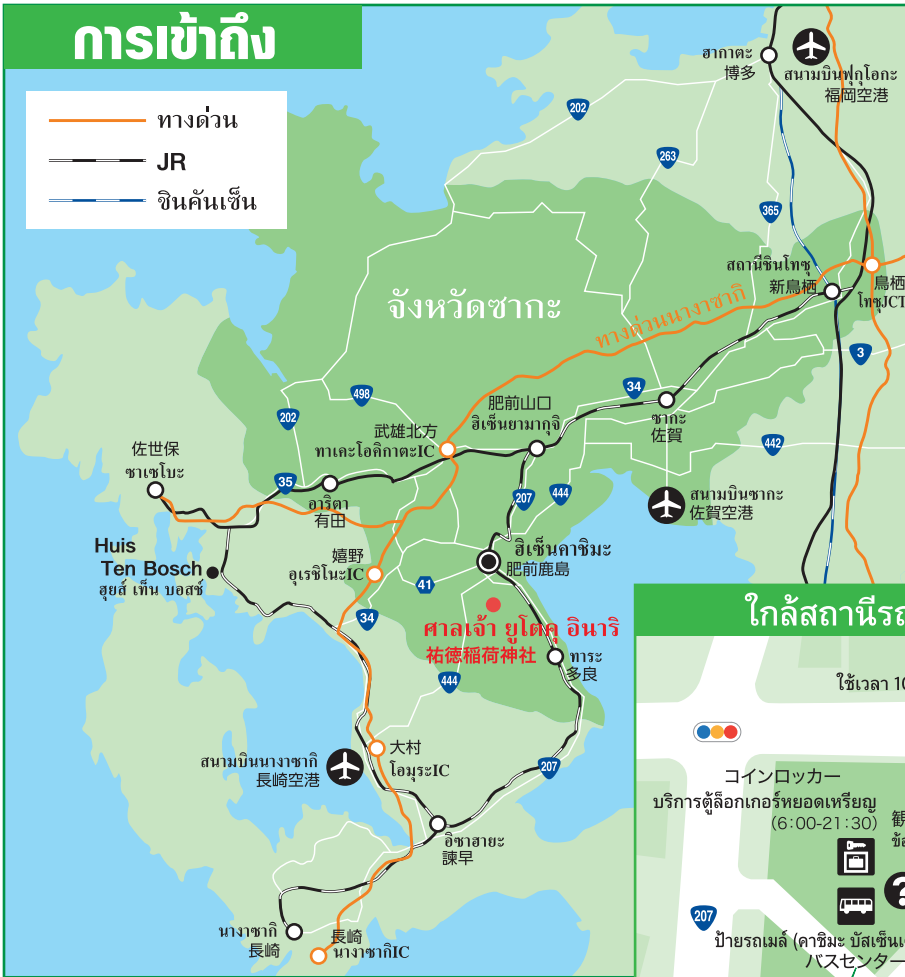 การเข้าถึง
ทางด่วน
JR
ชินคันเซ็น
ฮากาตะ
博多
สนามบินฟุกุโอกะ
福岡空港
202
263
365
สถานีชินโทซุ
新鳥栖
鳥栖
โทซุJCT
จังหวัดซากะ
ทางด่วนนางาซากิ
3
34
498
202
肥前山口
ฮิเซ็นยามากุจิ
ซากะ
佐賀
武雄北方
ทาเคะโอคิกาตะIC
442
佐世保
ซาเซโบะ
35
อาริตา
有田
207
444
สนามบินซากะ
佐賀空港
Huis
Ten Bosch
ฮุยส์ เท็น บอสช์
嬉野
อุเรชิโนะIC
ฮิเซ็นคาชิมะ
肥前鹿島
41
34
ศาลเจ้า ยูโตคุ อินาริ
祐徳稲荷神社
ทาระ
多良
444
大村
โอมุระIC
สนามบินนางาซากิ
長崎空港
207
อิซาฮายะ
諫早
นางาซากิ
長崎
長崎
นางาซากิIC
ใกล้สถานีรถ
ใช้เวลา 10
コインロッカー
บริการตู้ล็อกเกอร์หยอดเหรียญ
(6:00-21:30)
観
ข้อ
?
207
ป้ายรถเมล์ (คาชิมะ บัสเซ็นเ
バスセンター